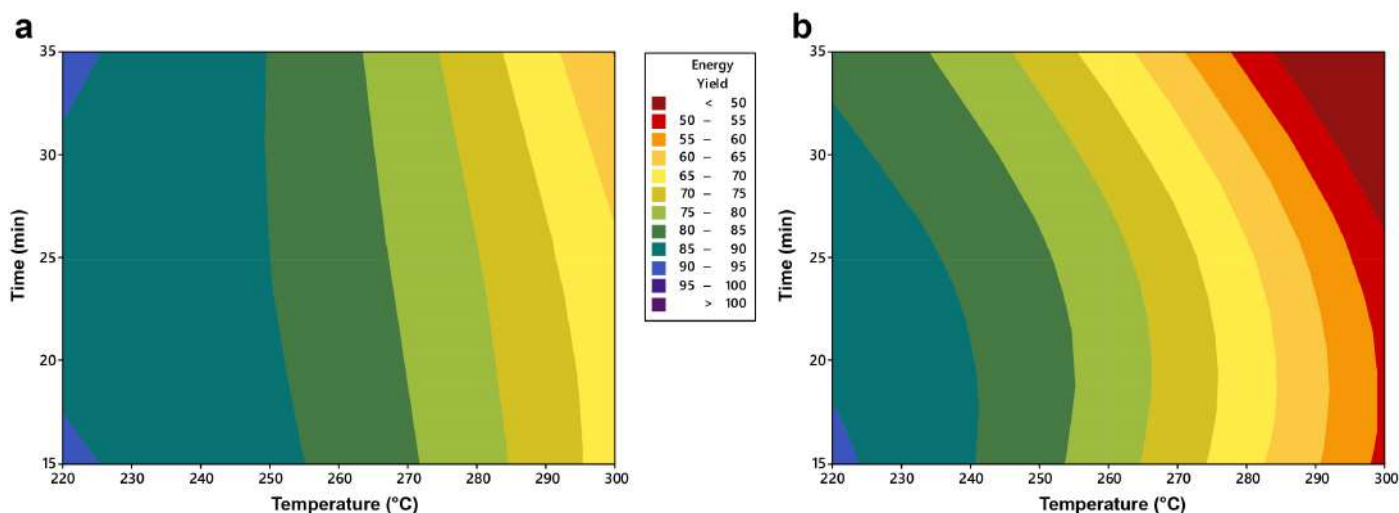 a
35
30
25
20
15
Time (min)
220
230
240
250
260
270
280
290
300
Temperature (°C)
Energy
Yield
< 50
50 – 55
55 – 60
60 – 65
65 – 70
70 – 75
75 – 80
80 – 85
85 – 90
90 – 95
95 – 100
> 100
b
35
30
25
20
15
Time (min)
220
230
240
250
260
270
280
290
300
Temperature (°C)